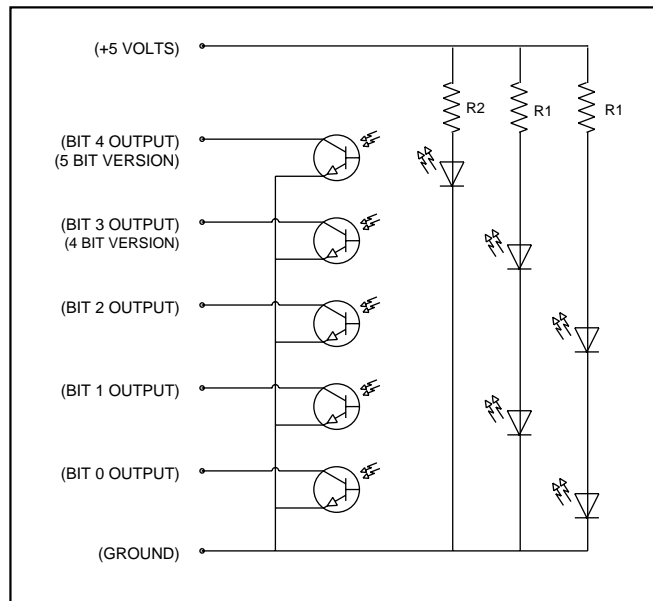 (+5 VOLTS)
R2
R1
R1
(BIT 4 OUTPUT)
(5 BIT VERSION)
(BIT 3 OUTPUT)
(4 BIT VERSION)
(BIT 2 OUTPUT)
(BIT 1 OUTPUT)
(BIT 0 OUTPUT)
(GROUND)